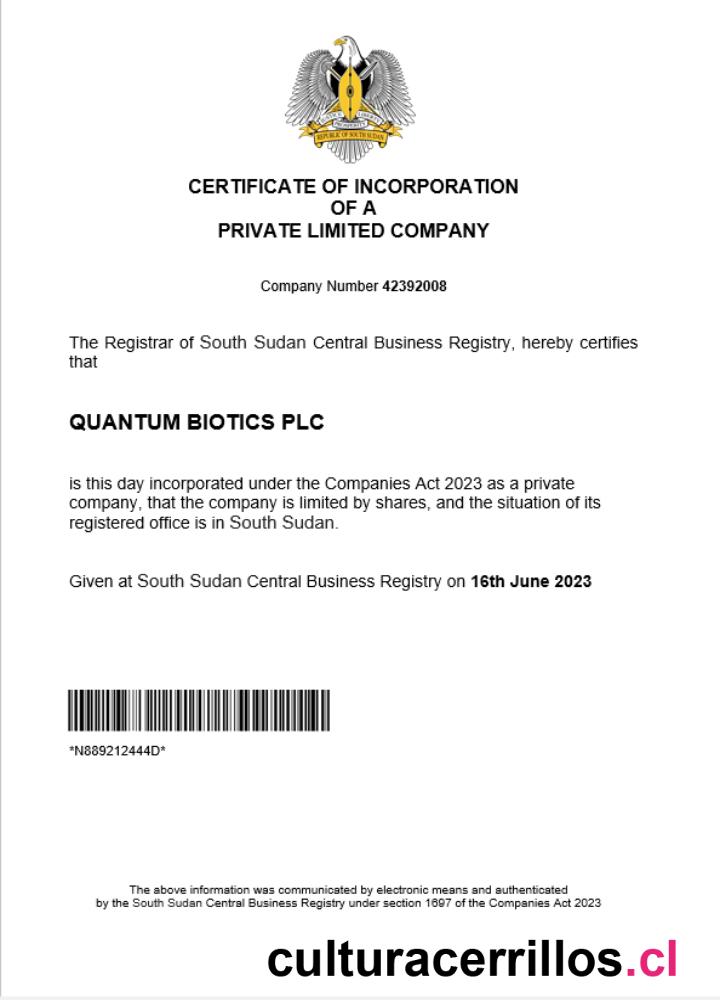 REPUBLIC OF SOUTH SUDAN
CERTIFICATE OF INCORPORATION
OF A
PRIVATE LIMITED COMPANY
Company Number 42392008
The Registrar of South Sudan Central Business Registry, hereby certifies
that
QUANTUM BIOTICS PLC
is this day incorporated under the Companies Act 2023 as a private
company, that the company is limited by shares, and the situation of its
registered office is in South Sudan.
Given at South Sudan Central Business Registry on 16th June 2023
*N889212444D*
The above information was communicated by electronic means and authenticated
by the South Sudan Central Business Registry under section 1697 of the Companies Act 2023
culturacerrillos.cl